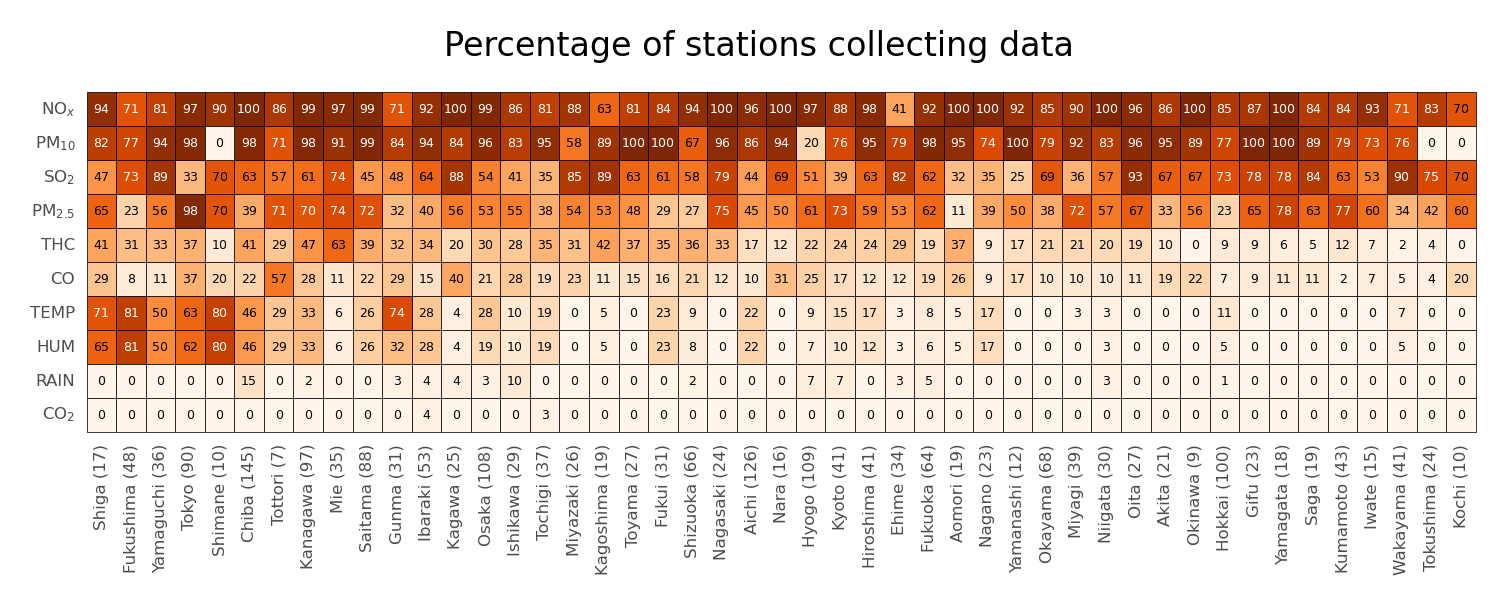 Percentage of stations collecting data
NOx 94 71 81 97 90 100 86 99 97 99 71 92 100 99 86 81 88 63 81 84 94 100 96 100 97 88 98 41 92 100 100 92 85 90 100 96 86 100 85 87 100 84 84 93 71 83 70
PM10 82 77 94 98 0 98 71 98 91 99 84 94 84 96 83 95 58 89 100 100 67 96 86 94 20 76 95 79 98 95 74 100 79 92 83 96 95 89 77 100 100 89 79 73 76 0 0
SO2 47 73 89 33 70 63 57 61 74 45 48 64 88 54 41 35 85 89 63 61 58 79 44 69 51 39 63 82 62 32 35 25 69 36 57 93 67 67 73 78 78 84 63 53 90 75 70
PM2.5 65 23 56 98 70 39 71 70 74 72 32 40 56 53 55 38 54 53 48 29 27 75 45 50 61 73 59 53 62 11 39 50 38 72 57 67 33 56 23 65 78 63 77 60 34 42 60
THC 41 31 33 37 10 41 29 47 63 39 32 34 20 30 28 35 31 42 37 35 36 33 17 12 22 24 24 29 19 37 9 17 21 21 20 19 10 0 9 9 6 5 12 7 2 4 0
CO 29 8 11 37 20 22 57 28 11 22 29 15 40 21 28 19 23 11 15 16 21 12 10 31 25 17 12 12 19 26 9 17 10 10 10 11 19 22 7 9 11 11 2 7 5 4 20
TEMP 71 81 50 63 80 46 29 33 6 26 74 28 4 28 10 19 0 5 0 23 9 0 22 0 9 15 17 3 8 5 17 0 0 3 3 0 0 0 11 0 0 0 0 0 7 0 0
HUM 65 81 50 62 80 46 29 33 6 26 32 28 4 19 10 19 0 5 0 23 8 0 22 0 7 10 12 3 6 5 17 0 0 0 3 0 0 0 5 0 0 0 0 0 5 0 0
RAIN 0 0 0 0 0 15 0 2 0 0 3 4 4 3 10 0 0 0 0 0 2 0 0 0 7 7 0 3 5 0 0 0 0 0 3 0 0 0 1 0 0 0 0 0 0 0 0
CO2 0 0 0 0 0 0 0 0 0 0 0 4 0 0 0 3 0 0 0 0 0 0 0 0 0 0 0 0 0 0 0 0 0 0 0 0 0 0 0 0 0 0 0 0 0 0 0
Shiga (17)
Fukushima (48)
Yamaguchi (36)
Tokyo (90)
Shimane (10)
Chiba (145)
Tottori (7)
Kanagawa (97)
Mie (35)
Saitama (88)
Gunma (31)
Ibaraki (53)
Kagawa (25)
Osaka (108)
Ishikawa (29)
Tochigi (37)
Miyazaki (26)
Kagoshima (19)
Toyama (27)
Fukui (31)
Shizuoka (66)
Nagasaki (24)
Aichi (126)
Nara (16)
Hyogo (109)
Kyoto (41)
Hiroshima (41)
Ehime (34)
Fukuoka (64)
Aomori (19)
Nagano (23)
Yamanashi (12)
Okayama (68)
Miyagi (39)
Niigata (30)
Oita (27)
Akita (21)
Okinawa (9)
Hokkai (100)
Gifu (23)
Yamagata (18)
Saga (19)
Kumamoto (43)
Iwate (15)
Wakayama (41)
Tokushima (24)
Kochi (10)